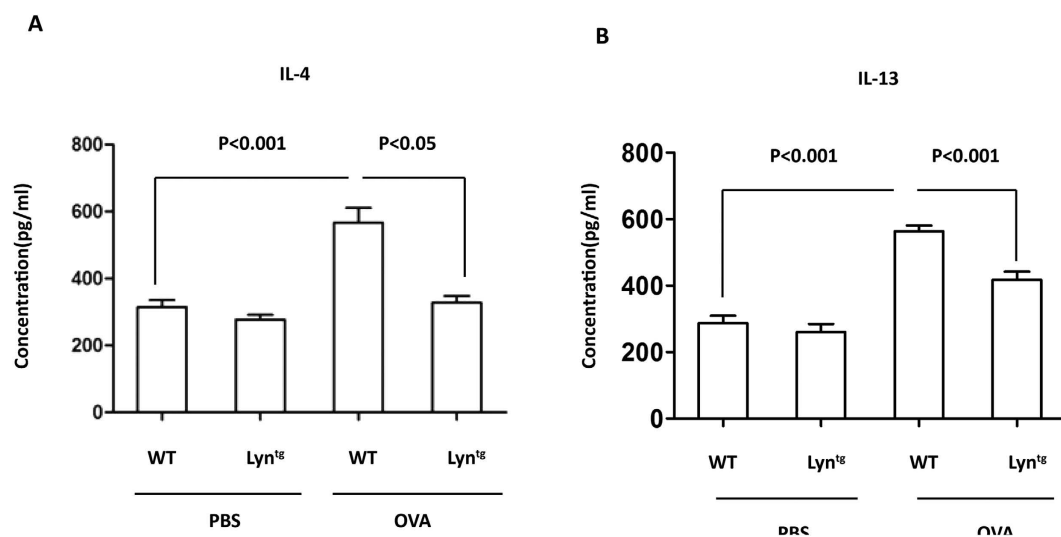 A
IL-4
P<0.001 P<0.05
Concentration(pg/ml)
800
600
400
200
0
WT Lyn^tg WT Lyn^tg
PBS OVA
B
IL-13
P<0.001 P<0.001
Concentration(pg/ml)
800
600
400
200
0
WT Lyn^tg WT Lyn^tg
PBS OVA